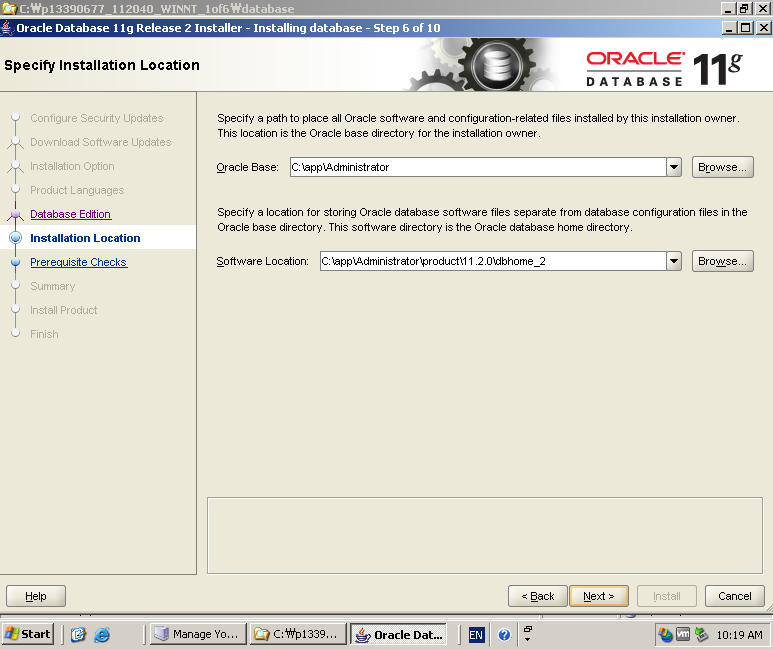 C:₩p13390677_112040_WINNT_1of6₩database
Oracle Database 11g Release 2 Installer - Installing database - Step 6 of 10
Specify Installation Location
ORACLE
DATABASE
11g
Configure Security Updates
Download Software Updates
Installation Option
Product Languages
Database Edition
Installation Location
Prerequisite Checks
Summary
Install Product
Finish
Specify a path to place all Oracle software and configuration-related files installed by this installation owner.
This location is the Oracle base directory for the installation owner.
Oracle Base: C:\app\Administrator Browse...
Specify a location for storing Oracle database software files separate from database configuration files in the
Oracle base directory. This software directory is the Oracle database home directory.
Software Location: C:\app\Administrator\product\11.2.0\dbhome_2 Browse...
Help < Back Next > Install Cancel
Start Manage Yo... C:₩p1339... Oracle Dat... EN vm 10:19 AM